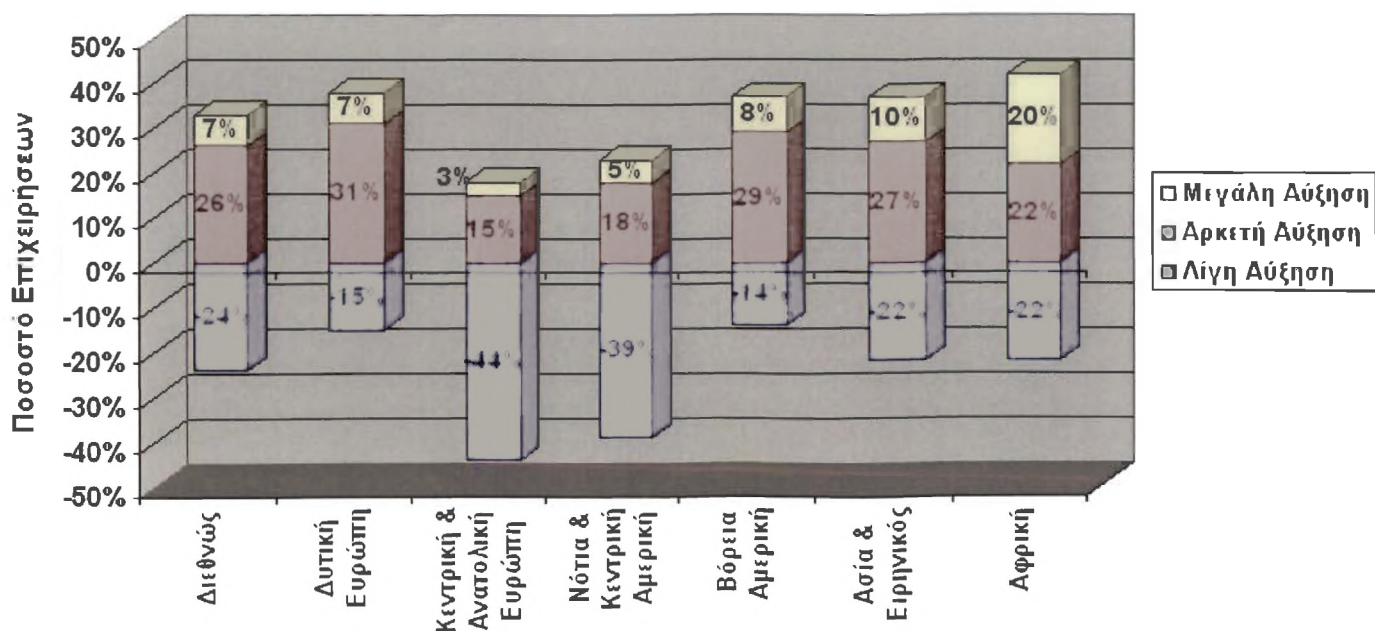 Ποσοστό Επιχειρήσεων
50%
40%
30%
20%
10%
0%
-10%
-20%
-30%
-40%
-50%
7%
26%
-24%
7%
31%
-15%
3%
15%
-44%
5%
18%
-39%
8%
29%
-14%
10%
27%
-22%
20%
22%
-22%
Διεθνώς
Δυτική
Ευρώπη
Κεντρική &
Ανατολική
Ευρώπη
Νότια &
Κεντρική
Αμερική
Βόρεια
Αμερική
Ασία &
Ειρηνικός
Αφρική
Μεγάλη Αύξηση
Αρκετή Αύξηση
Λίγη Αύξηση